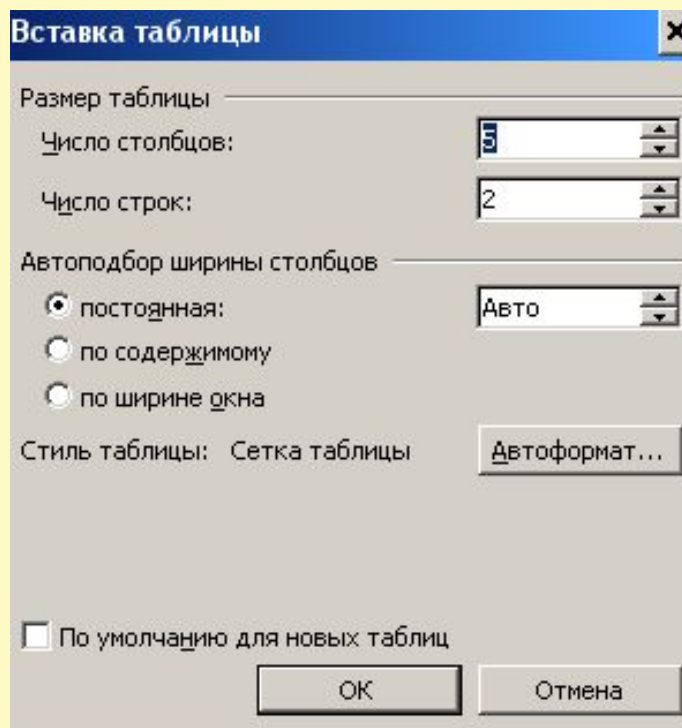 Вставка таблицы
Размер таблицы
Число столбцов: 5
Число строк: 2
Автоподбор ширины столбцов
постоянная: Авто
по содержимому
по ширине окна
Стиль таблицы: Сетка таблицы Автоформат...
По умолчанию для новых таблиц
ОК Отмена